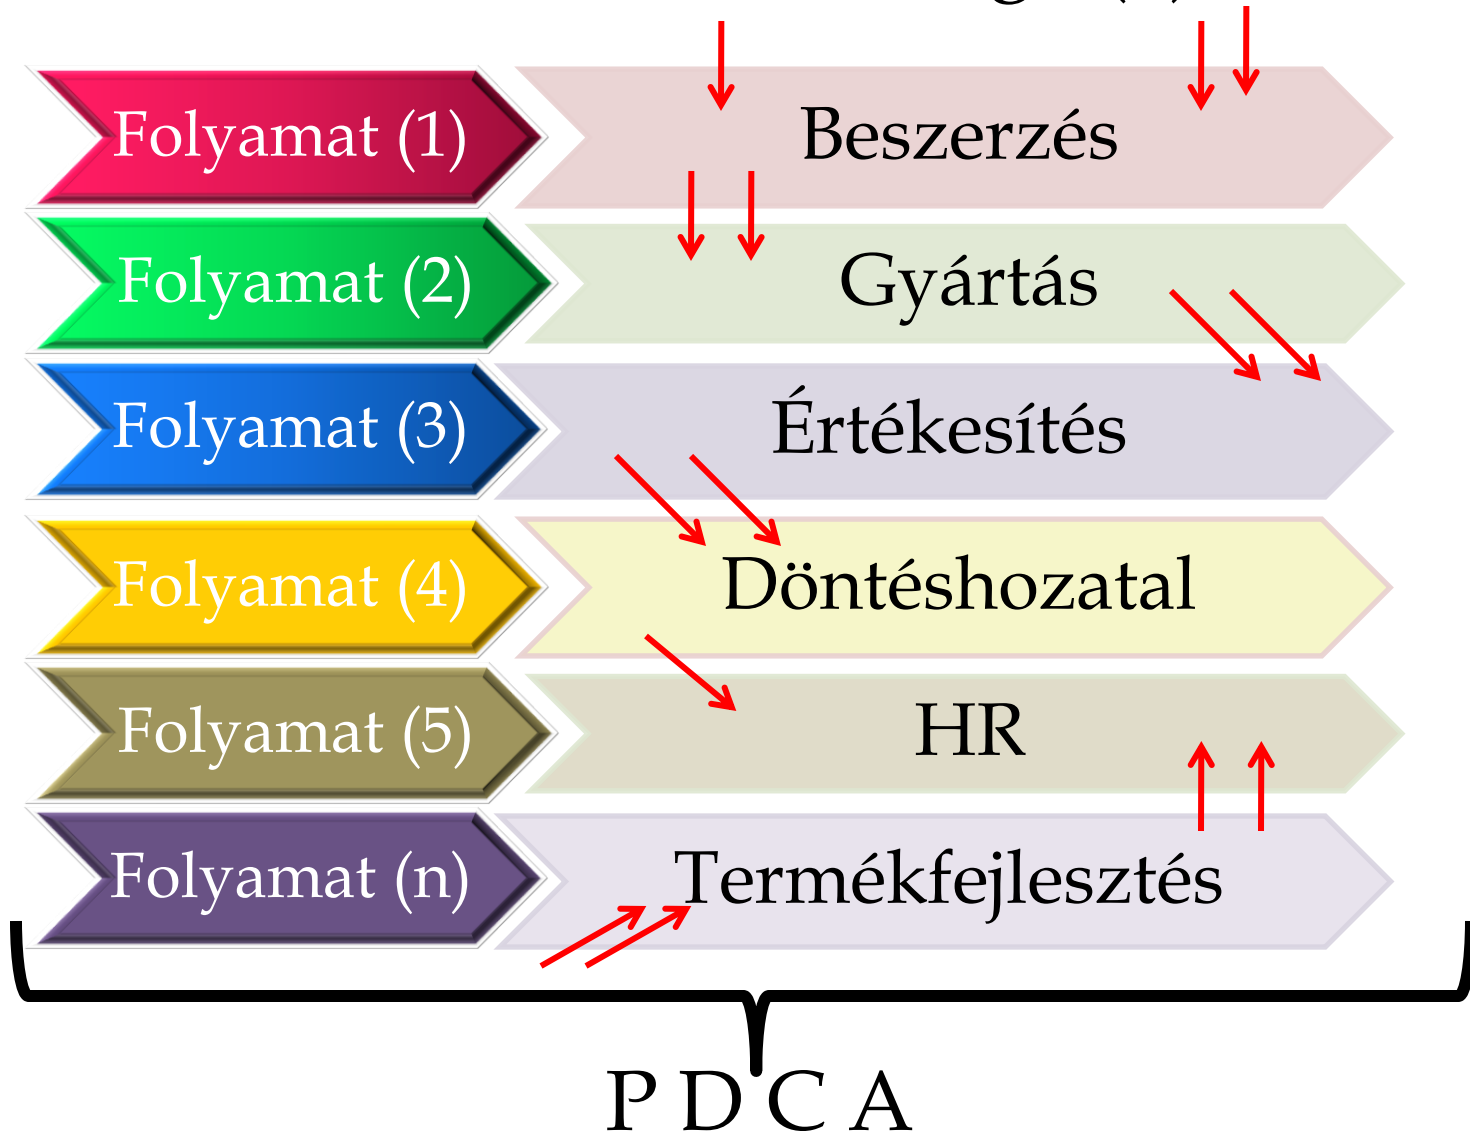 Folyamat (1) Beszerzés
Folyamat (2) Gyártás
Folyamat (3) Értékesítés
Folyamat (4) Döntéshozatal
Folyamat (5) HR
Folyamat (n) Termékfejlesztés
P D C A